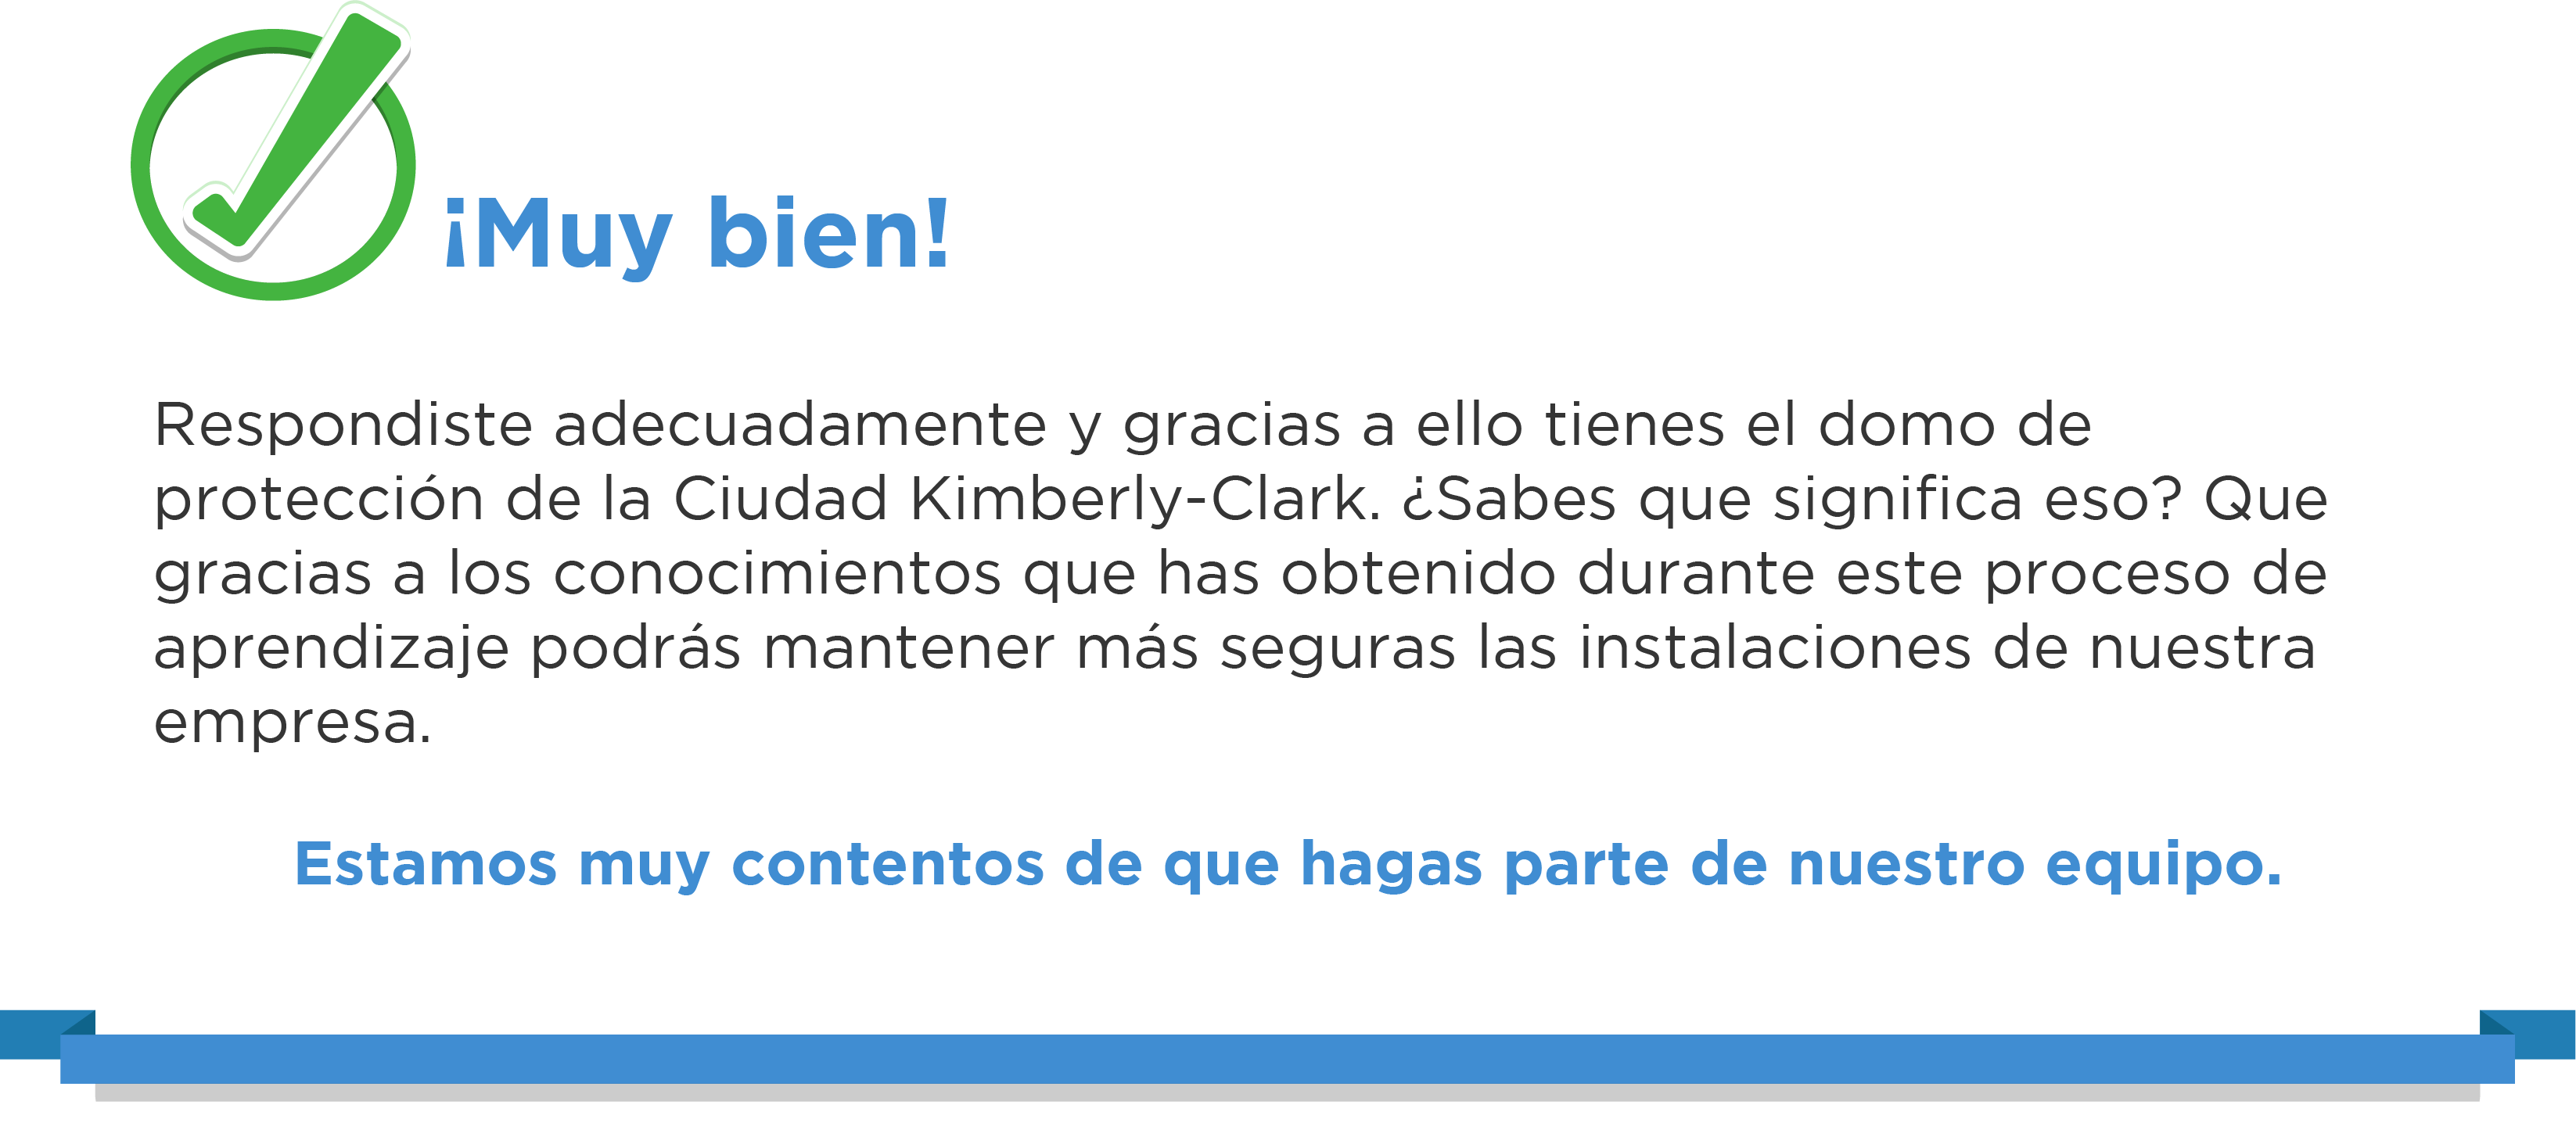 ¡Muy bien!
Respondiste adecuadamente y gracias a ello tienes el domo de
protección de la Ciudad Kimberly-Clark. ¿Sabes que significa eso? Que
gracias a los conocimientos que has obtenido durante este proceso de
aprendizaje podrás mantener más seguras las instalaciones de nuestra
empresa.
Estamos muy contentos de que hagas parte de nuestro equipo.